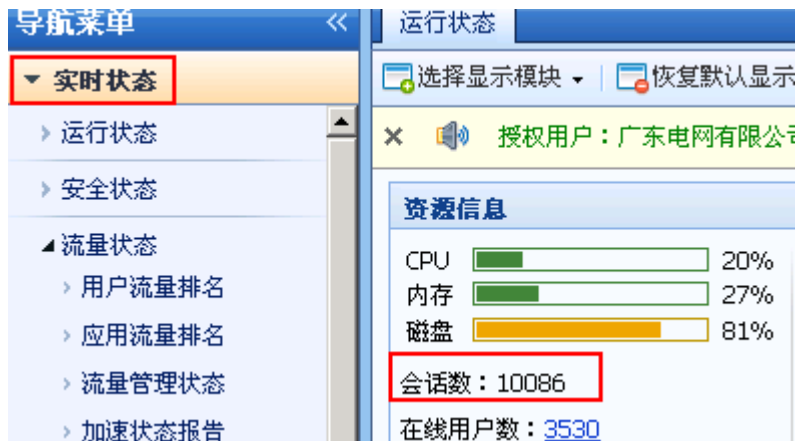 导航菜单
实时状态
运行状态
安全状态
流量状态
用户流量排名
应用流量排名
流量管理状态
加速状态报告
运行状态
选择显示模块 恢复默认显示
授权用户：广东电网有限公司
资源信息
CPU 20%
内存 27%
磁盘 81%
会话数：10086
在线用户数：3530